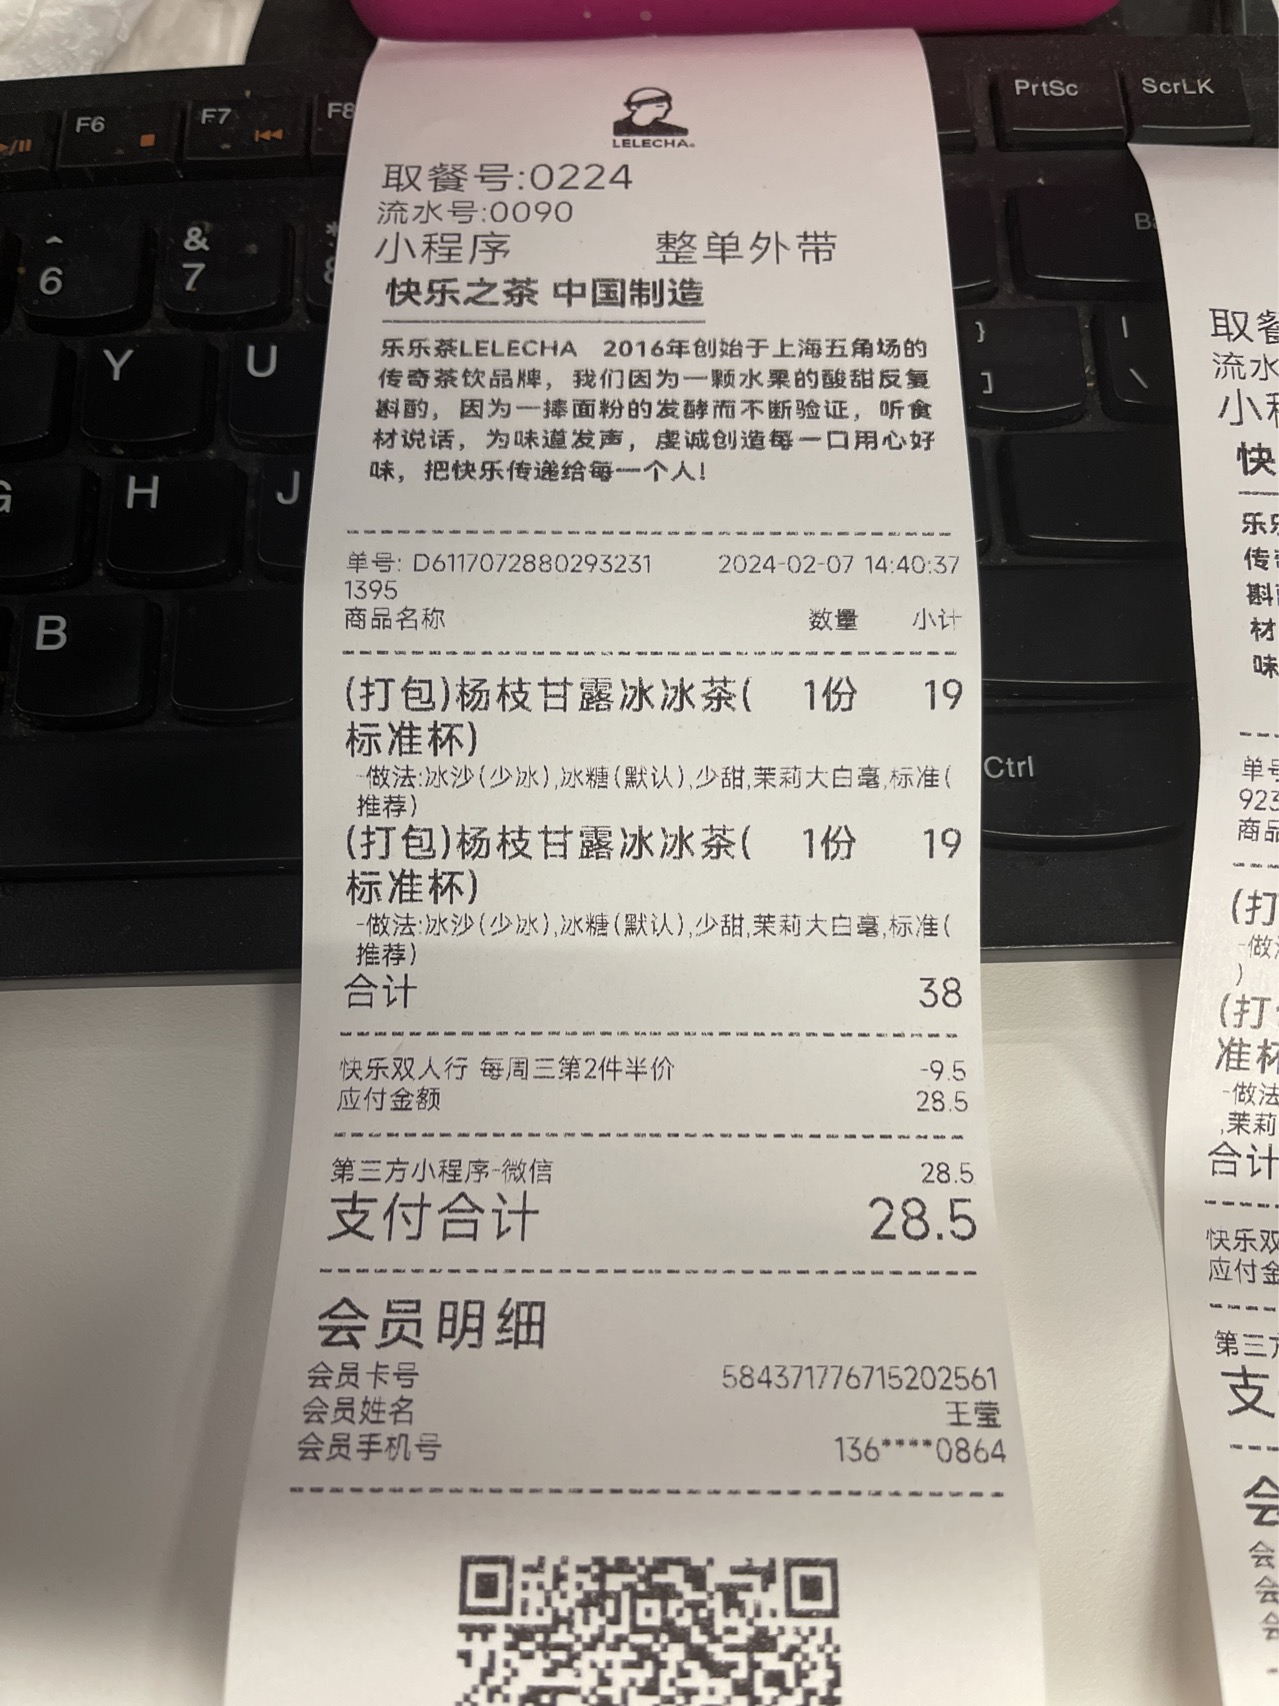 LELECHA
取餐号:0224
流水号:0090
小程序 整单外带
快乐之茶 中国制造
乐乐茶LELECHA 2016年创始于上海五角场的
传奇茶饮品牌，我们因为一颗水果的酸甜反复
斟酌，因为一捧面粉的发酵而不断验证，听食
材说话，为味道发声，虔诚创造每一口用心好
味，把快乐传递给每一个人！
单号: D6117072880293231 2024-02-07 14:40:37
1395
商品名称 数量 小计
(打包)杨枝甘露冰冰茶( 1份 19
标准杯)
-做法:冰沙(少冰),冰糖(默认),少甜,茉莉大白毫,标准(
推荐)
(打包)杨枝甘露冰冰茶( 1份 19
标准杯)
-做法:冰沙(少冰),冰糖(默认),少甜,茉莉大白毫,标准(
推荐)
合计 38
快乐双人行 每周三第2件半价 -9.5
应付金额 28.5
第三方小程序-微信 28.5
支付合计 28.5
会员明细
会员卡号 584371776715202561
会员姓名 王莹
会员手机号 136****0864
取
流水
小
快
乐
传
材
味
单号
923
商品
(打
-做
)
(打
准杯
-做法
,茉莉
合计
快乐双
应付金
第三
支
会
会
会
会
F6
F7
F8
PrtSc
ScrLK
Ba
^
6
&
7
*
8
Y
U
}
]
|
\
G
H
J
B
Ctrl